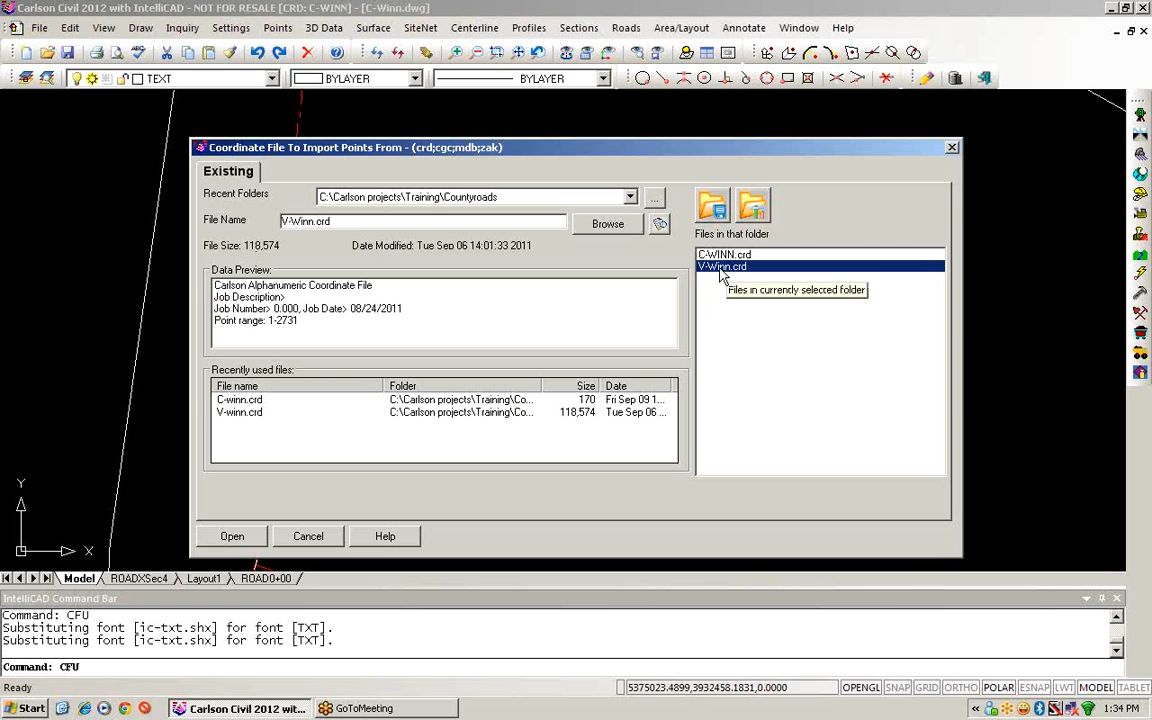 Carlson Civil 2012 with IntelliCAD - NOT FOR RESALE [CRD: C-WINN] - [C-Winn.dwg]
File Edit View Draw Inquiry Settings Points 3D Data Surface SiteNet Centerline Profiles Sections Roads Area/Layout Annotate Window Help
TEXT BYLAYER BYLAYER
Coordinate File To Import Points From - (crd;cgc;mdb;zak)
Existing
Recent Folders C:\Carlson projects\Training\Countyroads ...
File Name V-Winn.crd Browse
Files in that folder
File Size: 118,574 Date Modified: Tue Sep 06 14:01:33 2011
C-WINN.crd
V-Winn.crd
Files in currently selected folder
Data Preview:
Carlson Alphanumeric Coordinate File
Job Description>
Job Number> 0.000, Job Date> 08/24/2011
Point range: 1-2731
Recently used files:
File name Folder Size Date
C-winn.crd C:\Carlson projects\Training\Co... 170 Fri Sep 09 1...
V-winn.crd C:\Carlson projects\Training\Co... 118,574 Tue Sep 06 ...
Open Cancel Help
Y
X
Model ROADXSec4 Layout1 ROAD0+00
IntelliCAD Command Bar
Command: CFU
Substituting font [ic-txt.shx] for font [TXT].
Substituting font [ic-txt.shx] for font [TXT].
Command: CFU
Ready 5375023.4899,3932458.1831,0.0000 OPENGL SNAP GRID ORTHO POLAR ESNAP LWT MODEL TABLET
Start Carlson Civil 2012 wit... GoToMeeting « 1:34 PM